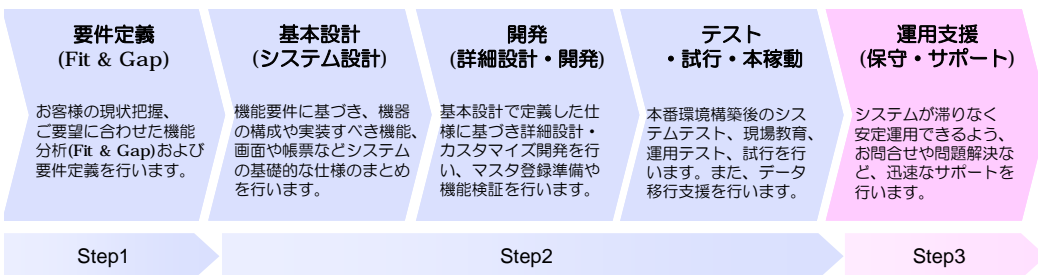 要件定義
(Fit & Gap)
お客様の現状把握、
ご要望に合わせた機能
分析(Fit & Gap)および
要件定義を行います。
基本設計
(システム設計)
機能要件に基づき、機器
の構成や実装すべき機能、
画面や帳票などシステム
の基礎的な仕様のまとめ
を行います。
開発
(詳細設計・開発)
基本設計で定義した仕
様に基づき詳細設計・
カスタマイズ開発を行
い、マスタ登録準備や
機能検証を行います。
テスト
・試行・本稼動
本番環境構築後のシス
テムテスト、現場教育、
運用テスト、試行を行
います。また、データ
移行支援を行います。
運用支援
(保守・サポート)
システムが滞りなく
安定運用できるよう、
お問合せや問題解決な
ど、迅速なサポートを
行います。
Step1
Step2
Step3